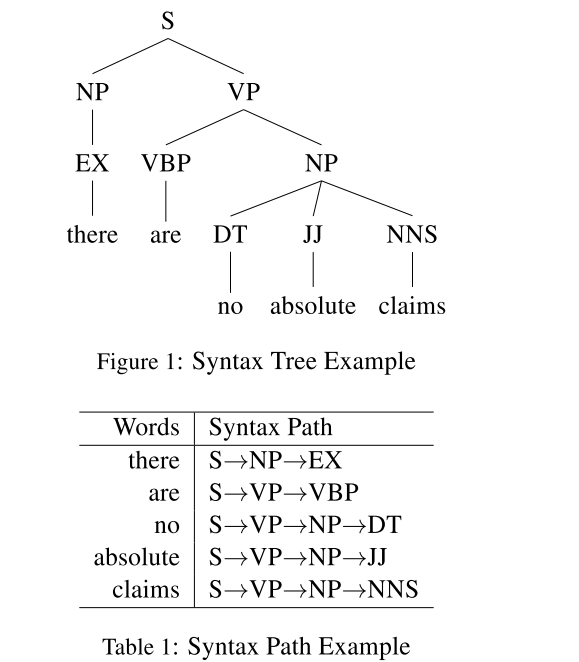 S
NP VP
EX VBP NP
there are DT JJ NNS
no absolute claims
Figure 1: Syntax Tree Example
Words Syntax Path
there S→NP→EX
are S→VP→VBP
no S→VP→NP→DT
absolute S→VP→NP→JJ
claims S→VP→NP→NNS
Table 1: Syntax Path Example